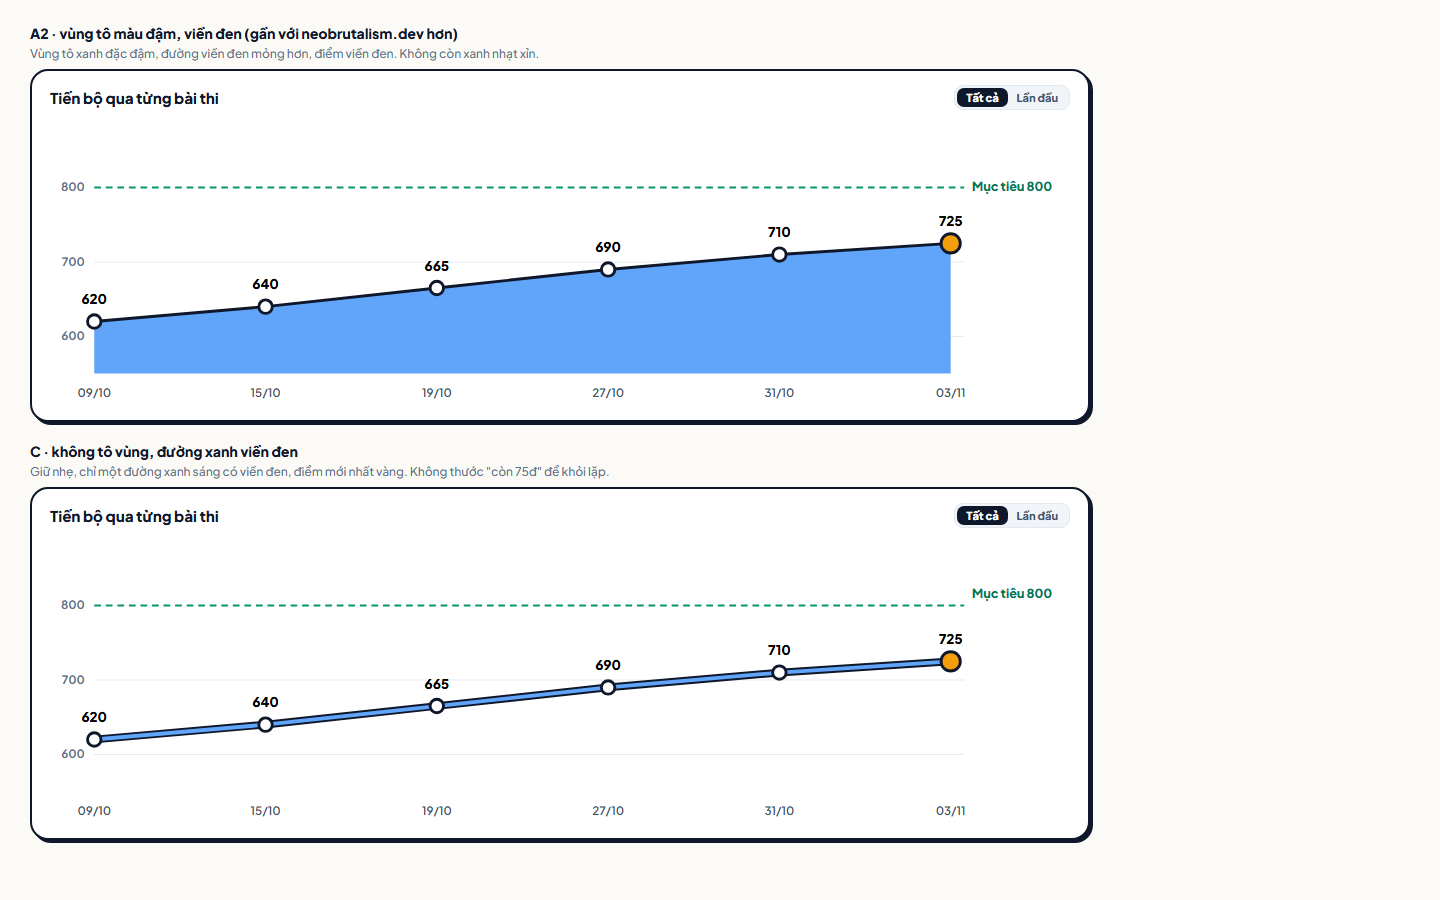 A2 · vùng tô màu đậm, viền đen (gần với neobrutalism.dev hơn)
Vùng tô xanh đặc đậm, đường viền đen mỏng hơn, điểm viền đen. Không còn xanh nhạt xỉn.
Tiến bộ qua từng bài thi
Tất cả Lần đầu
800 Mục tiêu 800
725
710
690
700
665
640
620
600
09/10 15/10 19/10 27/10 31/10 03/11
C · không tô vùng, đường xanh viền đen
Giữ nhẹ, chỉ một đường xanh sáng có viền đen, điểm mới nhất vàng. Không thước "còn 75đ" để khỏi lặp.
Tiến bộ qua từng bài thi
Tất cả Lần đầu
Mục tiêu 800
800
725
710
690
700
665
640
620
600
09/10 15/10 19/10 27/10 31/10 03/11